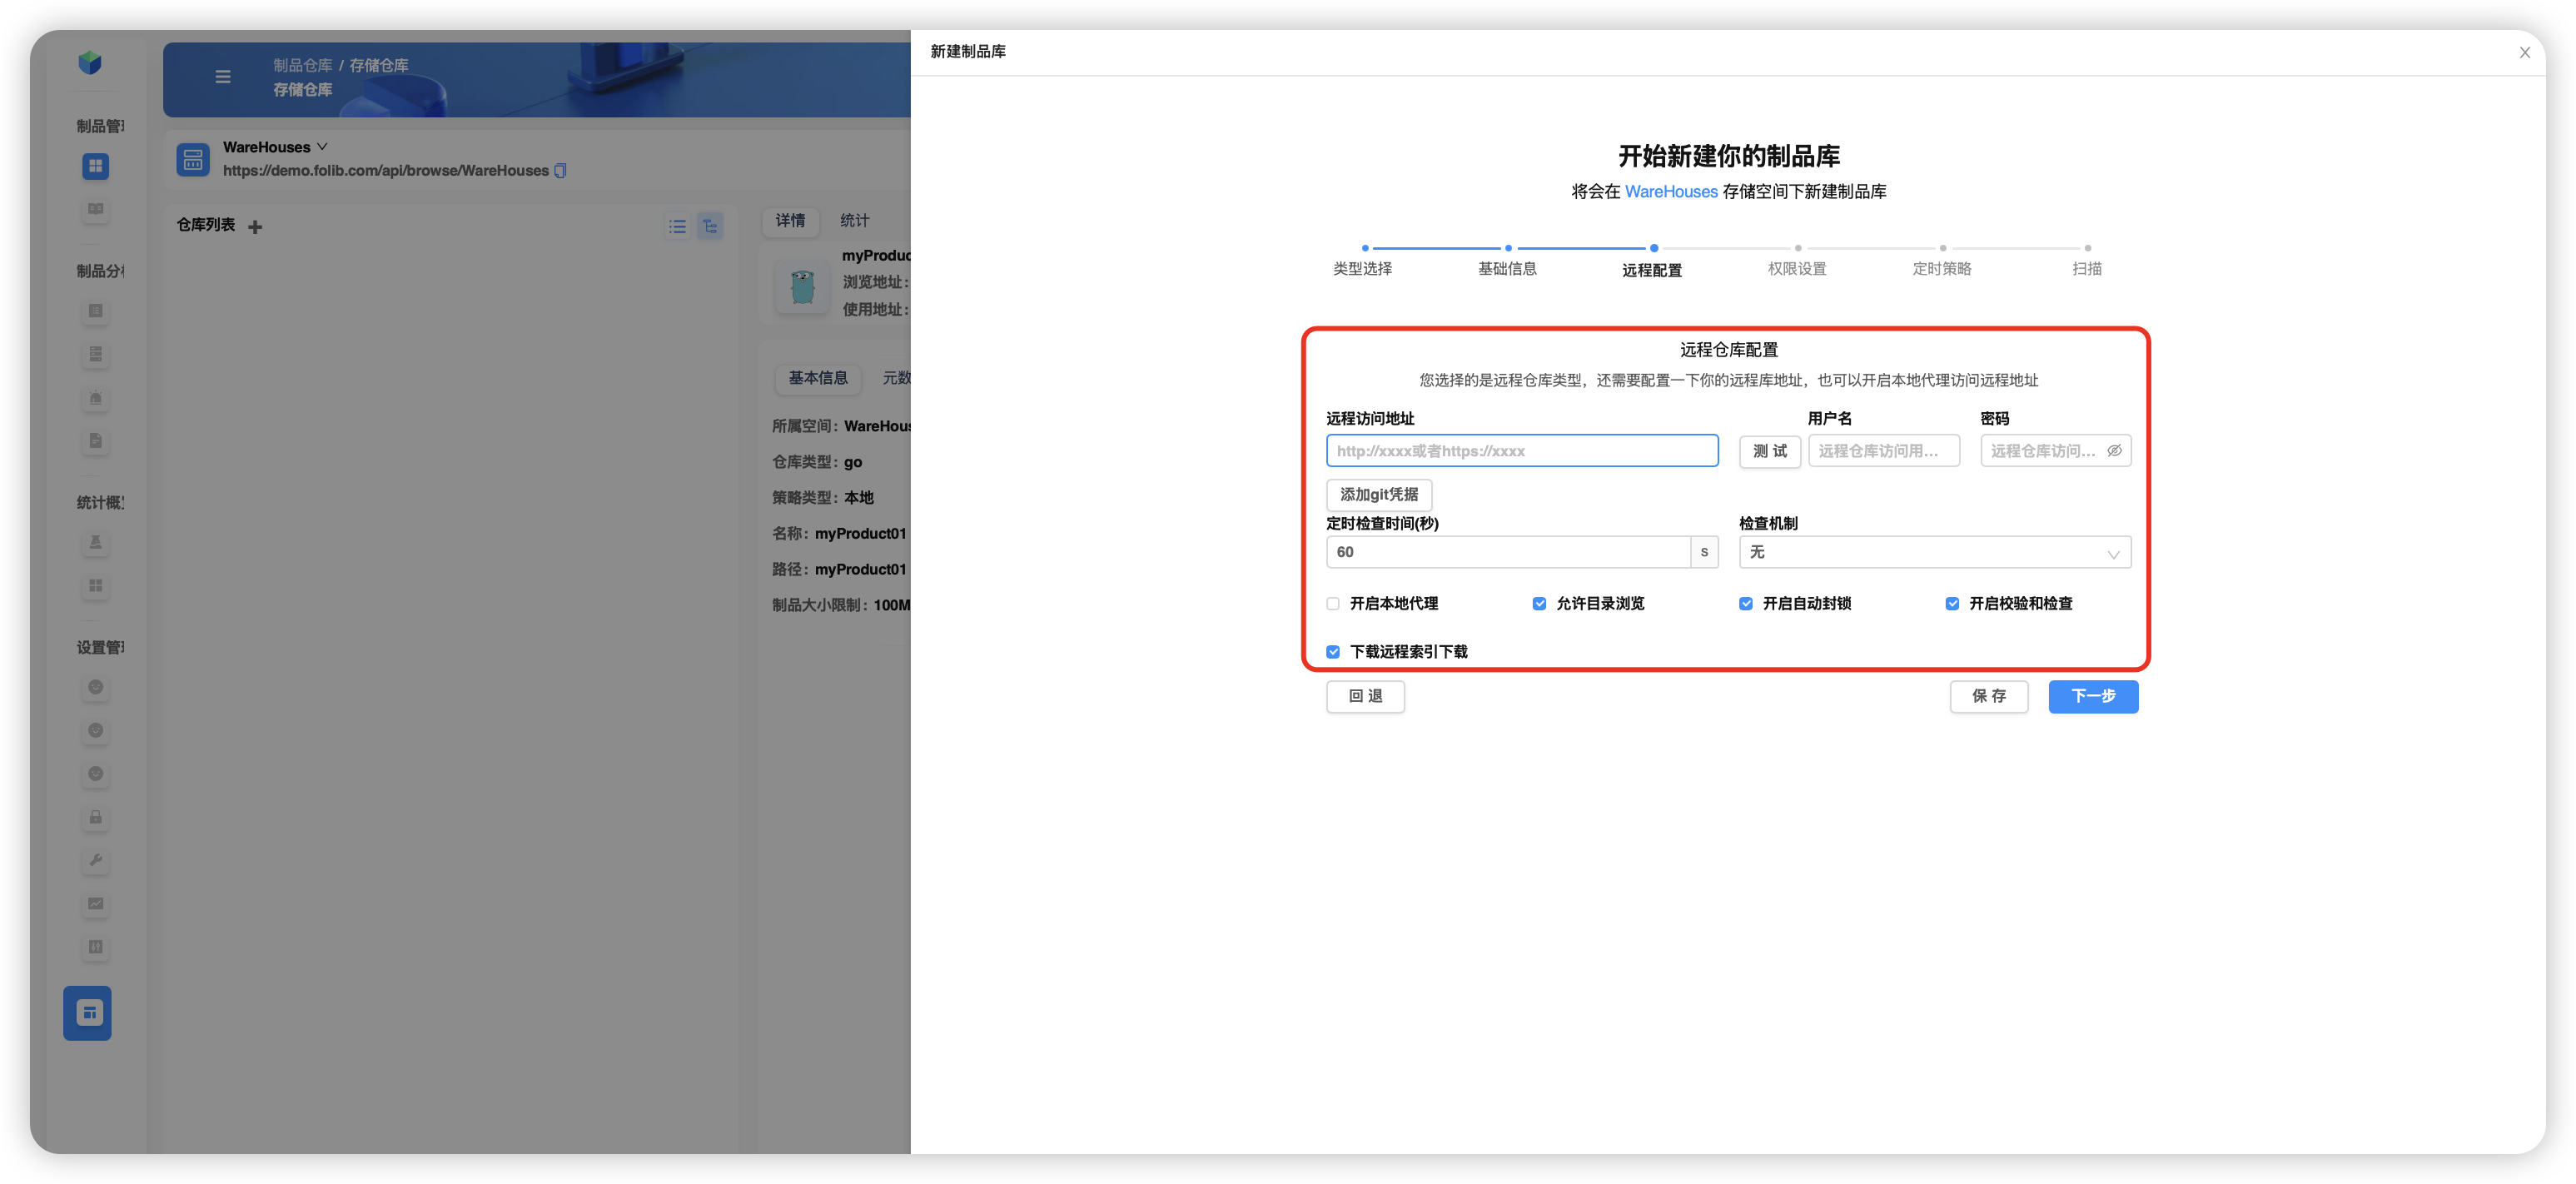 制品仓库 / 存储仓库
存储仓库
制品管
制品分
统计概
设置管
WareHouses
https://demo.folib.com/api/browse/WareHouses
仓库列表
详情 统计
myProduc
浏览地址：
使用地址：
基本信息 元数
所属空间：WareHous
仓库类型：go
策略类型：本地
名称：myProduct01
路径：myProduct01
制品大小限制：100M
新建制品库
开始新建你的制品库
将会在 WareHouses 存储空间下新建制品库
类型选择 基础信息 远程配置 权限设置 定时策略 扫描
远程仓库配置
您选择的是远程仓库类型，还需要配置一下你的远程库地址，也可以开启本地代理访问远程地址
远程访问地址 用户名 密码
http://xxxx或者https://xxxx 测 试 远程仓库访问用... 远程仓库访问...
添加git凭据
定时检查时间(秒) 检查机制
60 s 无
开启本地代理 允许目录浏览 开启自动封锁 开启校验和检查
下载远程索引下载
回 退 保 存 下一步